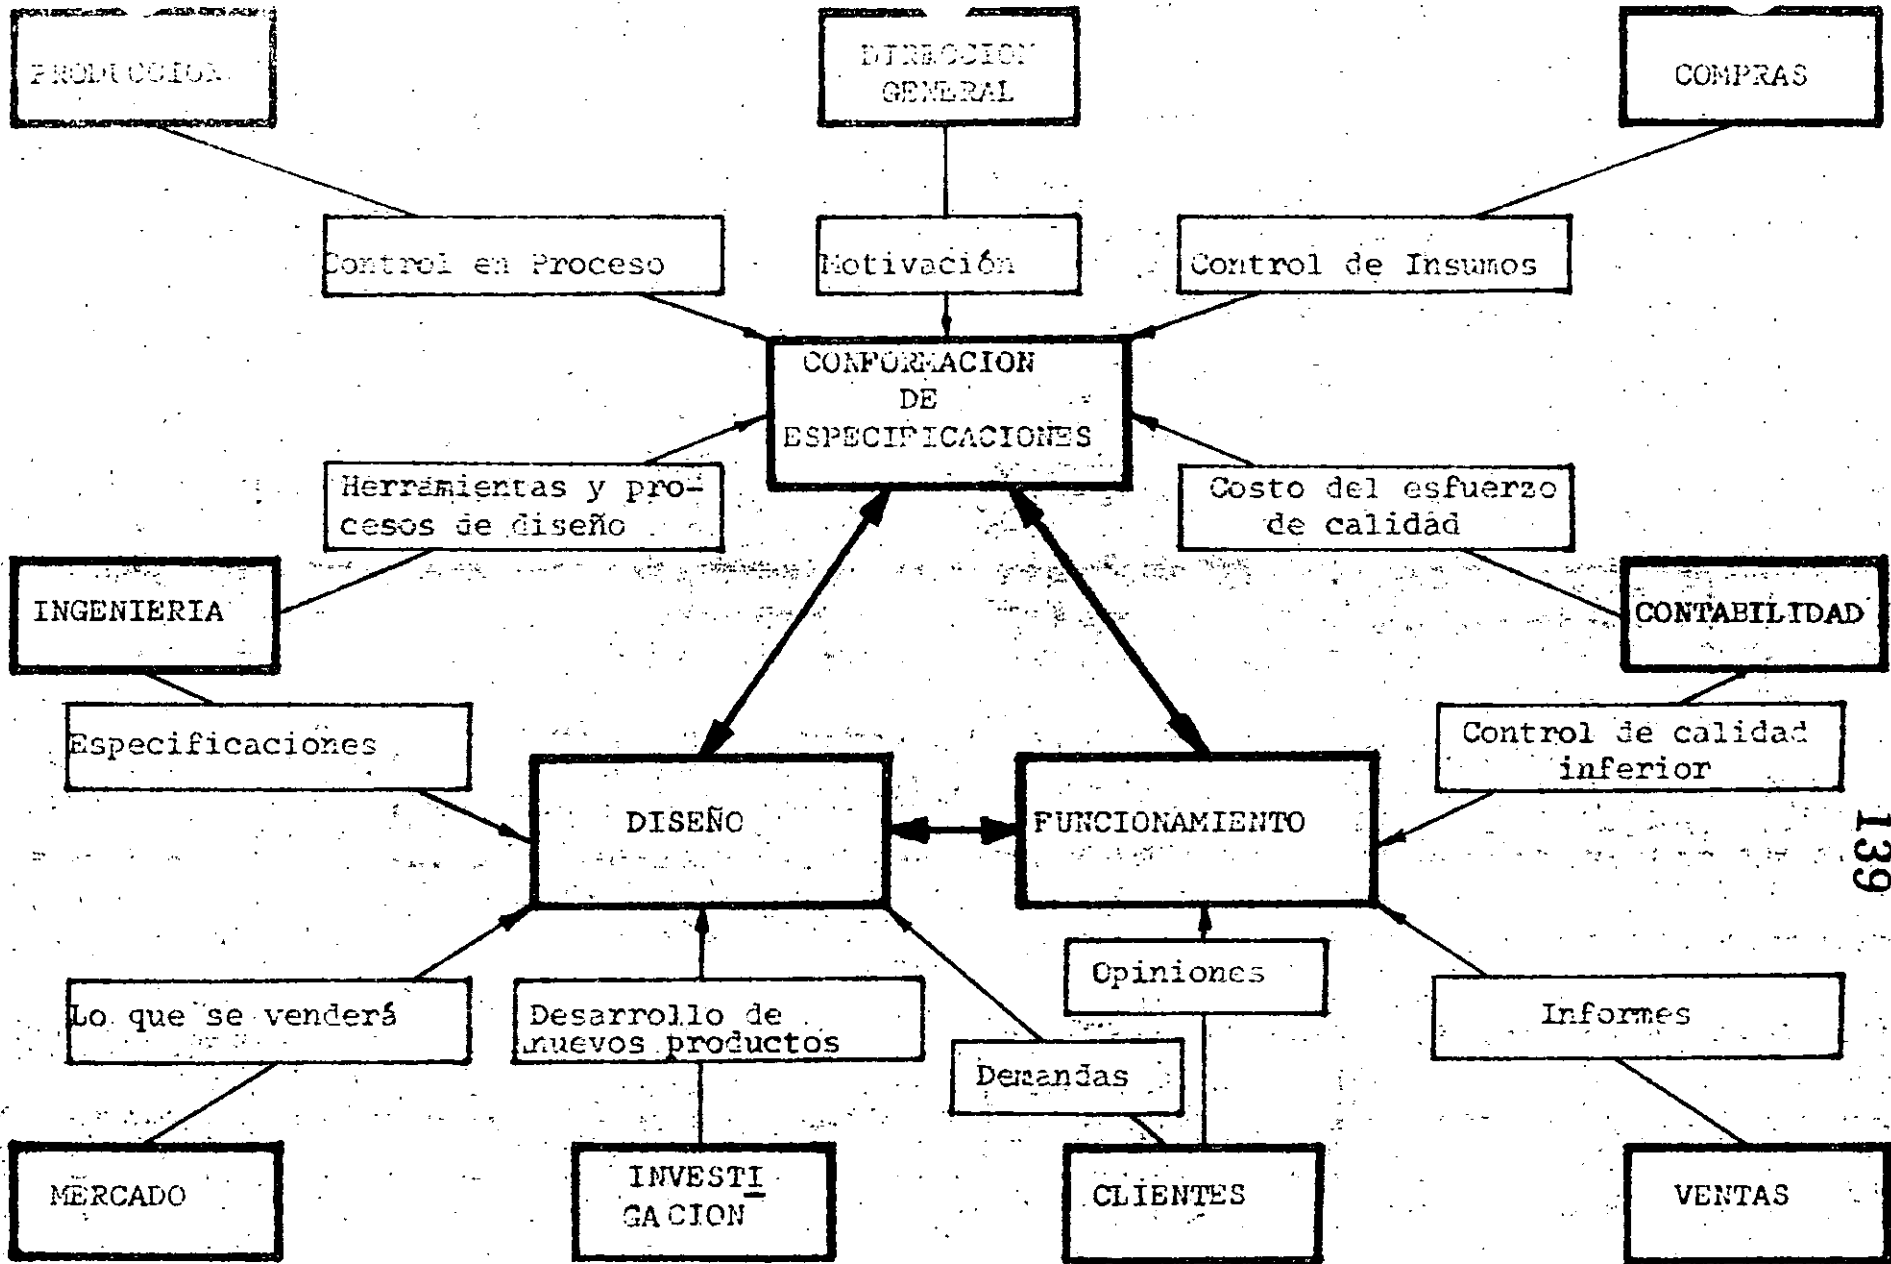 PRODUCCION
DIRECCION
GENERAL
COMPRAS
Control en Proceso
Motivación
Control de Insumos
CONFORMACION
DE
ESPECIFICACIONES
Herramientas y pro-
cesos de diseño
Costo del esfuerzo
de calidad
INGENIERIA
CONTABILIDAD
Especificaciones
Control de calidad
inferior
DISEÑO
FUNCIONAMIENTO
139
Opiniones
Lo que se venderá
Desarrollo de
nuevos productos
Informes
Demandas
MERCADO
INVESTI
GACION
CLIENTES
VENTAS